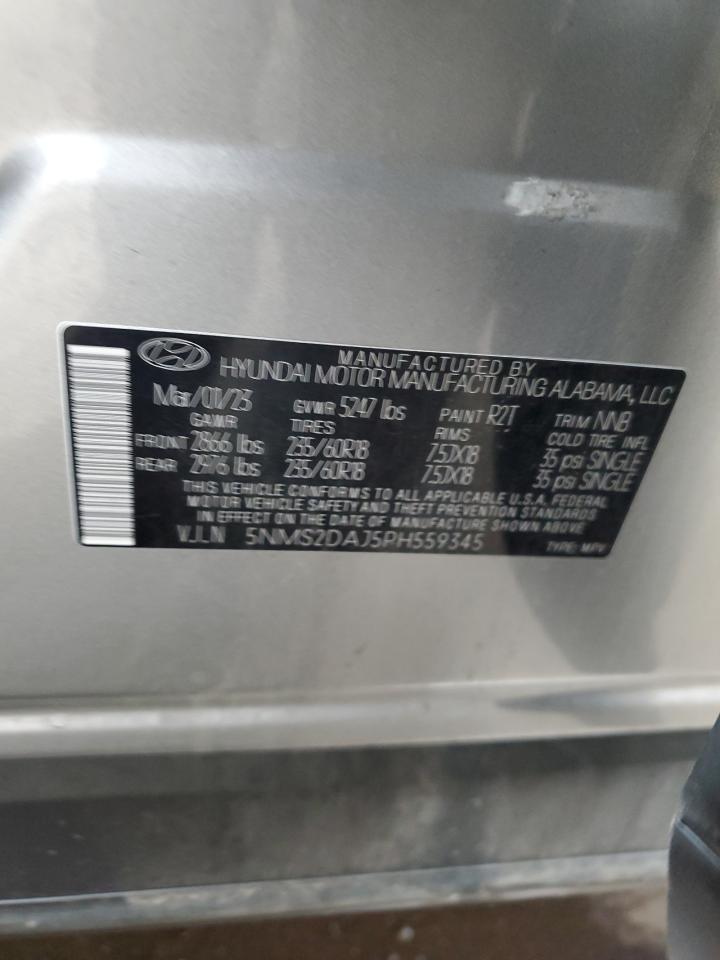 MANUFACTURED BY
HYUNDAI MOTOR MANUFACTURING ALABAMA, LLC
Mar/01/23 GVWR 5247 lbs PAINT R2T TRIM NNB
GAWR TIRES RIMS COLD TIRE INFL
FRONT 2866 lbs 235/60R18 7.5JX18 35 psi SINGLE
REAR 2976 lbs 235/60R18 7.5JX18 35 psi SINGLE
THIS VEHICLE CONFORMS TO ALL APPLICABLE U.S.A. FEDERAL
MOTOR VEHICLE SAFETY AND THEFT PREVENTION STANDARDS
IN EFFECT ON THE DATE OF MANUFACTURE SHOWN ABOVE
V.I.N 5NMS2DAJ5PH559345 TYPE: MPV